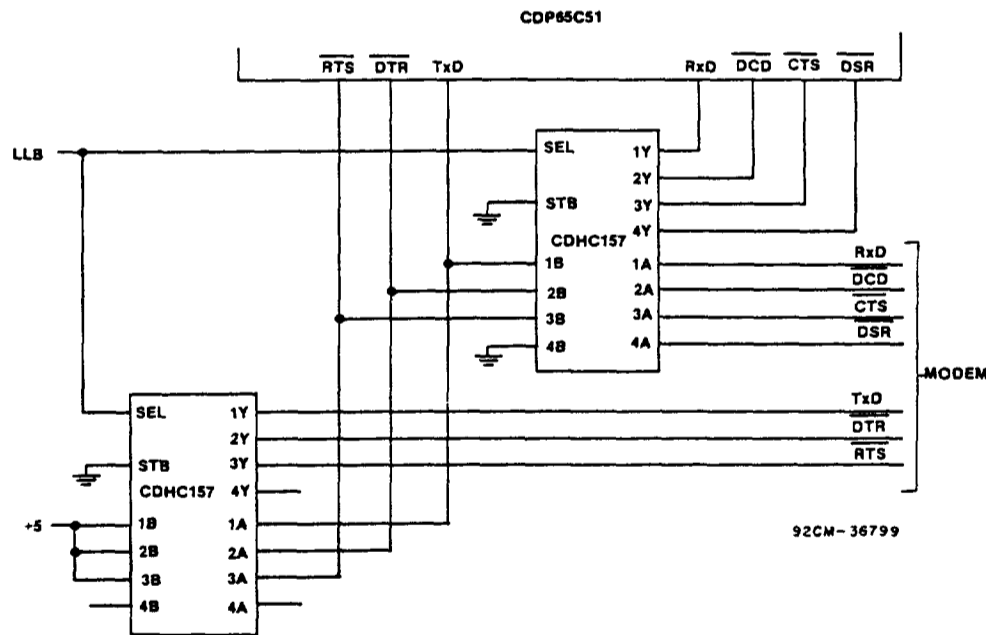 CDP65C51
RTS DTR TxD RxD DCD CTS DSR
LLB
SEL 1Y
2Y
STB 3Y
4Y
CDHC157
1B 1A RxD
2B 2A DCD
3B 3A CTS
4B 4A DSR
MODEM
SEL 1Y TxD
2Y DTR
STB 3Y RTS
CDHC157 4Y
+5 1B 1A
2B 2A
3B 3A
4B 4A
92CM-36799